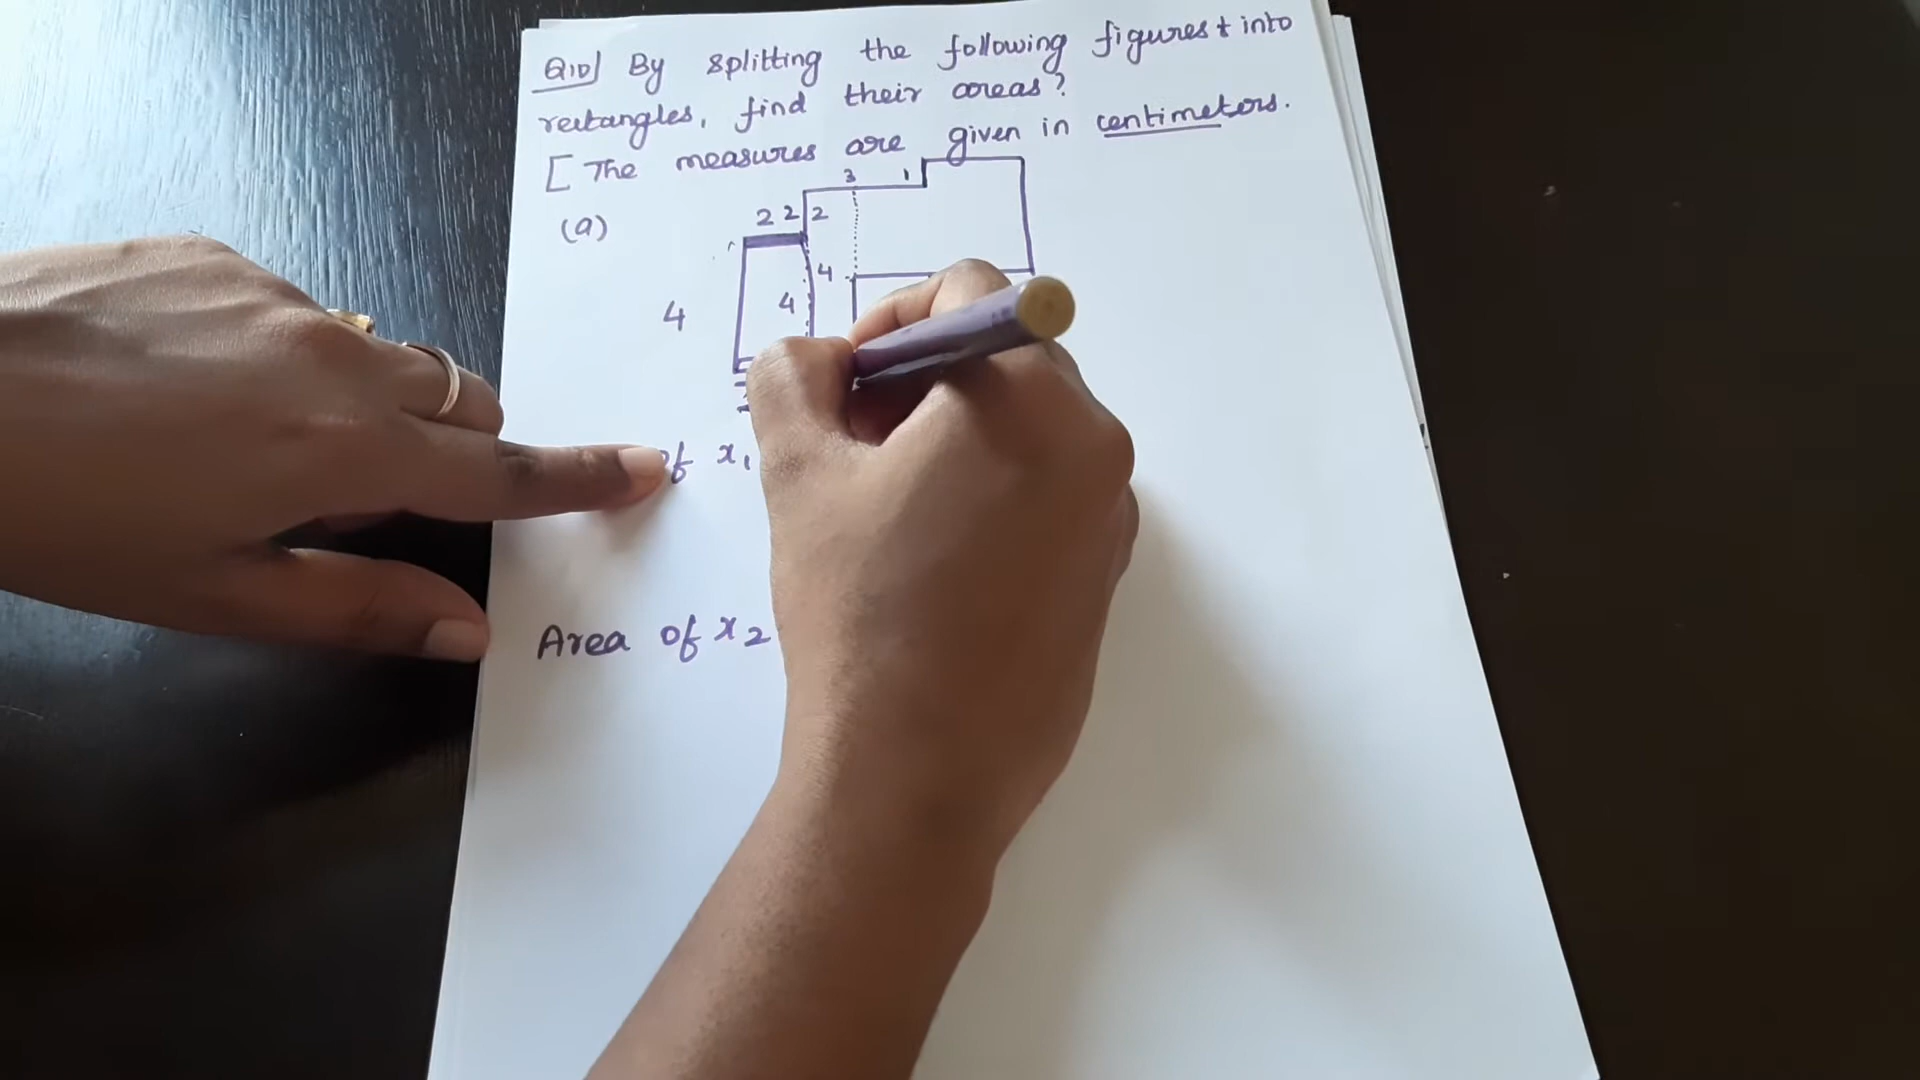 Q10] By splitting the following figures + into
rectangles, find their areas?
[The measures are given in centimeters.
3 1
(a)
2 2 2
4
4 4
of x1
Area of x2